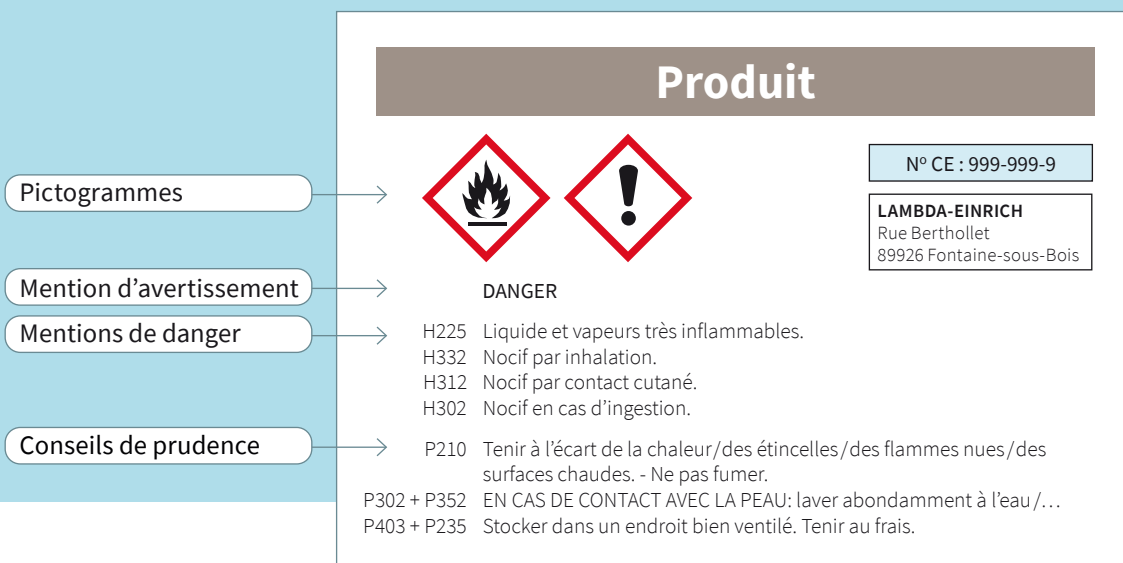 Produit
Pictogrammes
Nº CE : 999-999-9
LAMBDA-EINRICH
Rue Berthollet
89926 Fontaine-sous-Bois
Mention d’avertissement
DANGER
Mentions de danger
H225 Liquide et vapeurs très inflammables.
H332 Nocif par inhalation.
H312 Nocif par contact cutané.
H302 Nocif en cas d’ingestion.
Conseils de prudence
P210 Tenir à l’écart de la chaleur/des étincelles/des flammes nues/des
surfaces chaudes. - Ne pas fumer.
P302 + P352 EN CAS DE CONTACT AVEC LA PEAU: laver abondamment à l’eau/…
P403 + P235 Stocker dans un endroit bien ventilé. Tenir au frais.